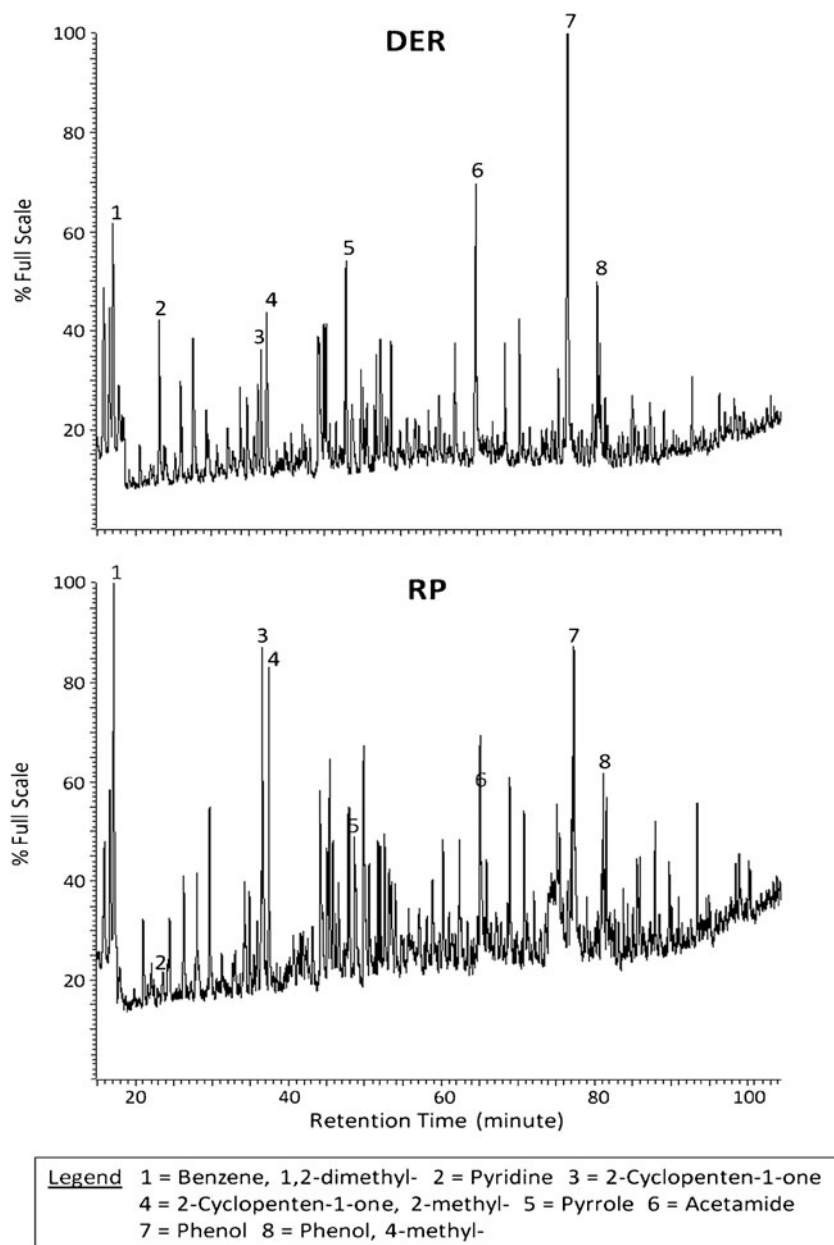 DER
% Full Scale
100
80
60
40
20
1
2
3
4
5
6
7
8
RP
% Full Scale
100
80
60
40
20
1
2
3
4
5
6
7
8
20 40 60 80 100
Retention Time (minute)
Legend 1 = Benzene, 1,2-dimethyl- 2 = Pyridine 3 = 2-Cyclopenten-1-one
4 = 2-Cyclopenten-1-one, 2-methyl- 5 = Pyrrole 6 = Acetamide
7 = Phenol 8 = Phenol, 4-methyl-